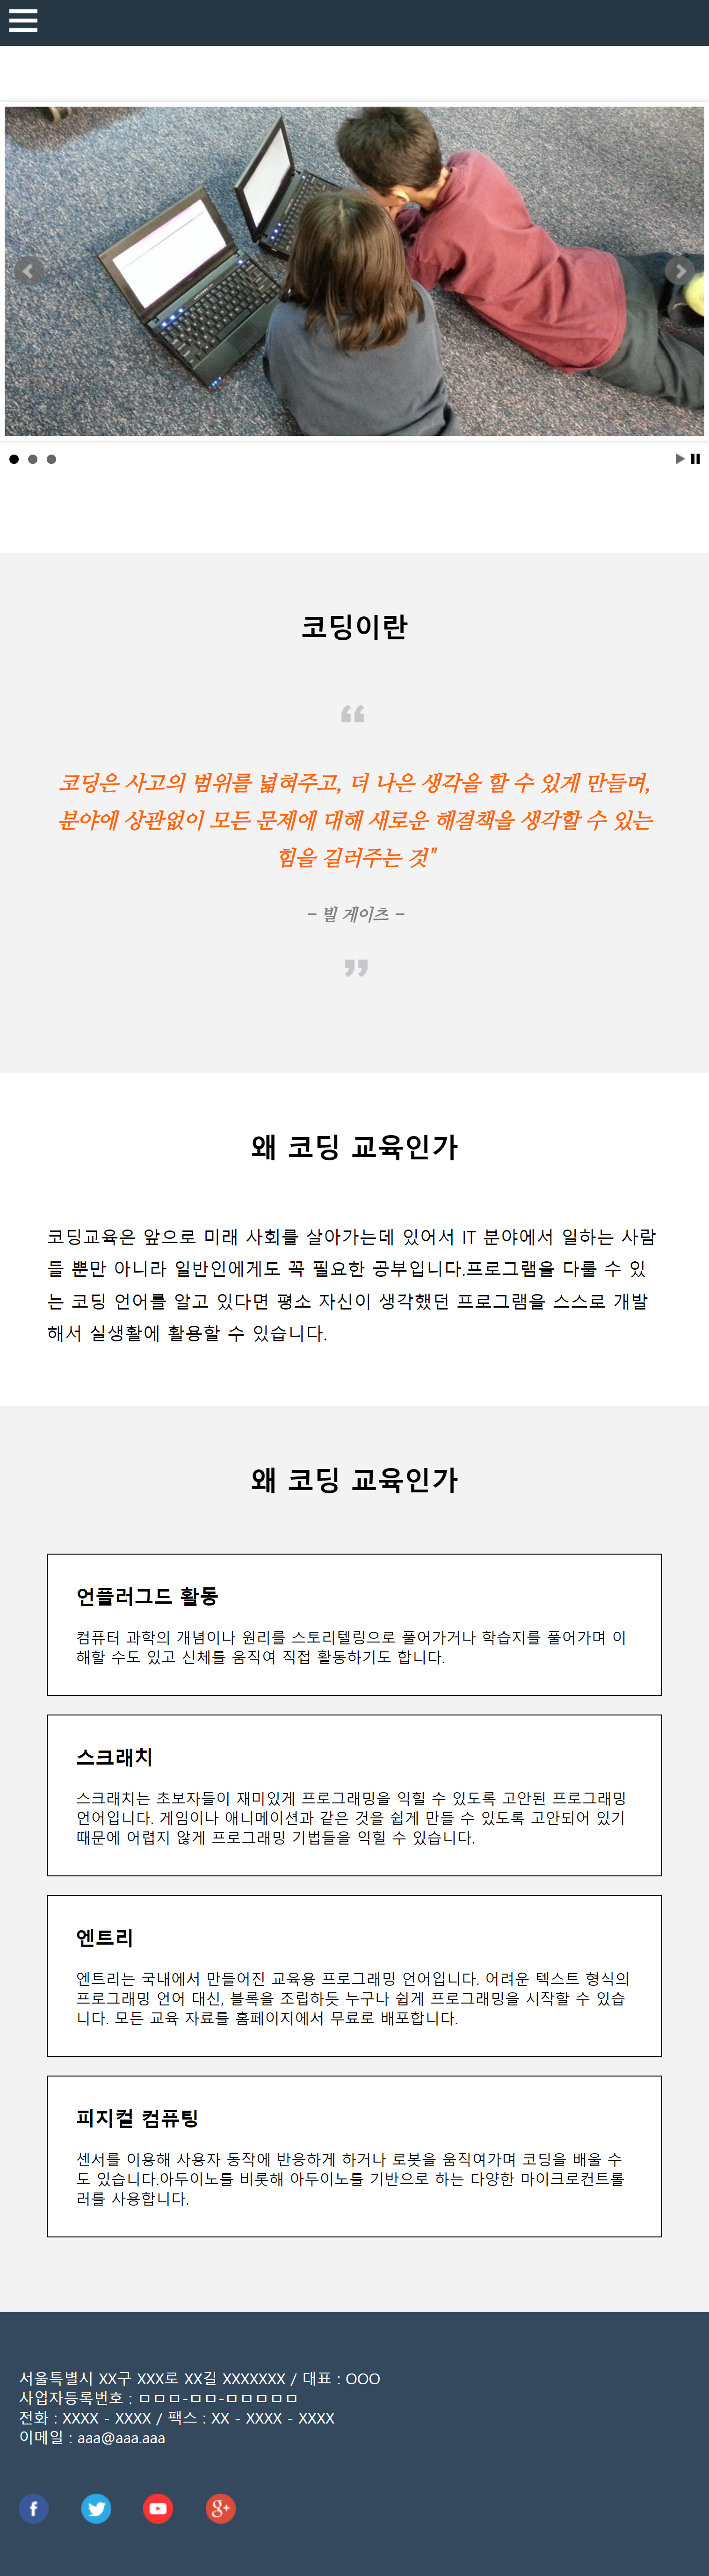 코딩이란
“
코딩은 사고의 범위를 넓혀주고, 더 나은 생각을 할 수 있게 만들며,
분야에 상관없이 모든 문제에 대해 새로운 해결책을 생각할 수 있는
힘을 길러주는 것"
- 빌 게이츠 -
”
왜 코딩 교육인가
코딩교육은 앞으로 미래 사회를 살아가는데 있어서 IT 분야에서 일하는 사람
들 뿐만 아니라 일반인에게도 꼭 필요한 공부입니다.프로그램을 다룰 수 있
는 코딩 언어를 알고 있다면 평소 자신이 생각했던 프로그램을 스스로 개발
해서 실생활에 활용할 수 있습니다.
왜 코딩 교육인가
언플러그드 활동
컴퓨터 과학의 개념이나 원리를 스토리텔링으로 풀어가거나 학습지를 풀어가며 이
해할 수도 있고 신체를 움직여 직접 활동하기도 합니다.
스크래치
스크래치는 초보자들이 재미있게 프로그래밍을 익힐 수 있도록 고안된 프로그래밍
언어입니다. 게임이나 애니메이션과 같은 것을 쉽게 만들 수 있도록 고안되어 있기
때문에 어렵지 않게 프로그래밍 기법들을 익힐 수 있습니다.
엔트리
엔트리는 국내에서 만들어진 교육용 프로그래밍 언어입니다. 어려운 텍스트 형식의
프로그래밍 언어 대신, 블록을 조립하듯 누구나 쉽게 프로그래밍을 시작할 수 있습
니다. 모든 교육 자료를 홈페이지에서 무료로 배포합니다.
피지컬 컴퓨팅
센서를 이용해 사용자 동작에 반응하게 하거나 로봇을 움직여가며 코딩을 배울 수
도 있습니다.아두이노를 비롯해 아두이노를 기반으로 하는 다양한 마이크로컨트롤
러를 사용합니다.
서울특별시 XX구 XXX로 XX길 XXXXXXX / 대표 : OOO
사업자등록번호 : ㅁㅁㅁ-ㅁㅁ-ㅁㅁㅁㅁㅁ
전화 : XXXX - XXXX / 팩스 : XX - XXXX - XXXX
이메일 : aaa@aaa.aaa
f g+